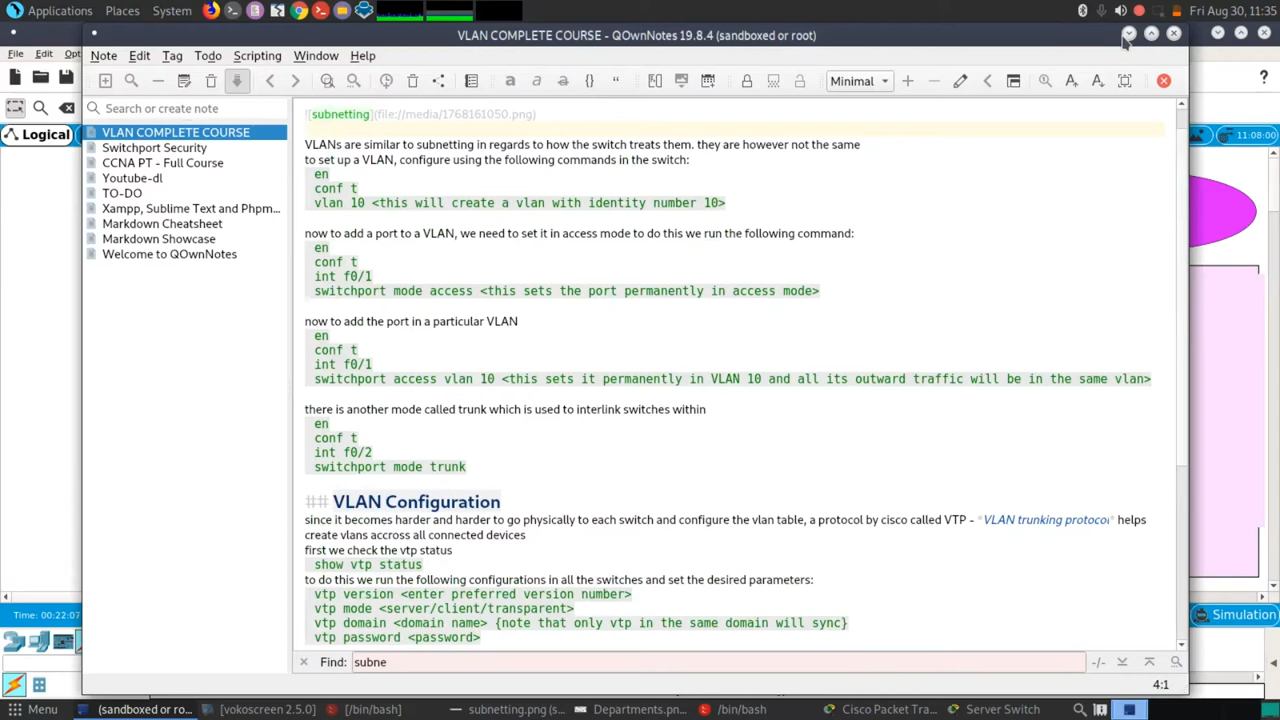 Applications Places System Fri Aug 30, 11:35
VLAN COMPLETE COURSE - QOwnNotes 19.8.4 (sandboxed or root)
File Edit
Note Edit Tag Todo Scripting Window Help
Minimal
Search or create note
Logical
11:08:00
VLAN COMPLETE COURSE
Switchport Security
CCNA PT - Full Course
Youtube-dl
TO-DO
Xampp, Sublime Text and Phpm...
Markdown Cheatsheet
Markdown Showcase
Welcome to QOwnNotes
![subnetting](file://media/1768161050.png)
VLANs are similar to subnetting in regards to how the switch treats them. they are however not the same
to set up a VLAN, configure using the following commands in the switch:
en
conf t
vlan 10 <this will create a vlan with identity number 10>
now to add a port to a VLAN, we need to set it in access mode to do this we run the following command:
en
conf t
int f0/1
switchport mode access <this sets the port permanently in access mode>
now to add the port in a particular VLAN
en
conf t
int f0/1
switchport access vlan 10 <this sets it permanently in VLAN 10 and all its outward traffic will be in the same vlan>
there is another mode called trunk which is used to interlink switches within
en
conf t
int f0/2
switchport mode trunk
## VLAN Configuration
since it becomes harder and harder to go physically to each switch and configure the vlan table, a protocol by cisco called VTP - "VLAN trunking protocol" helps
create vlans accross all connected devices
first we check the vtp status
show vtp status
to do this we run the following configurations in all the switches and set the desired parameters:
vtp version <enter preferred version number>
vtp mode <server/client/transparent>
vtp domain <domain name> {note that only vtp in the same domain will sync}
vtp password <password>
Time: 00:22:07
Simulation
Find: subne
-/-
4:1
Menu (sandboxed or ro... [vokoscreen 2.5.0] [/bin/bash] subnetting.png (s... Departments.pn... /bin/bash Cisco Packet Tra... Server Switch